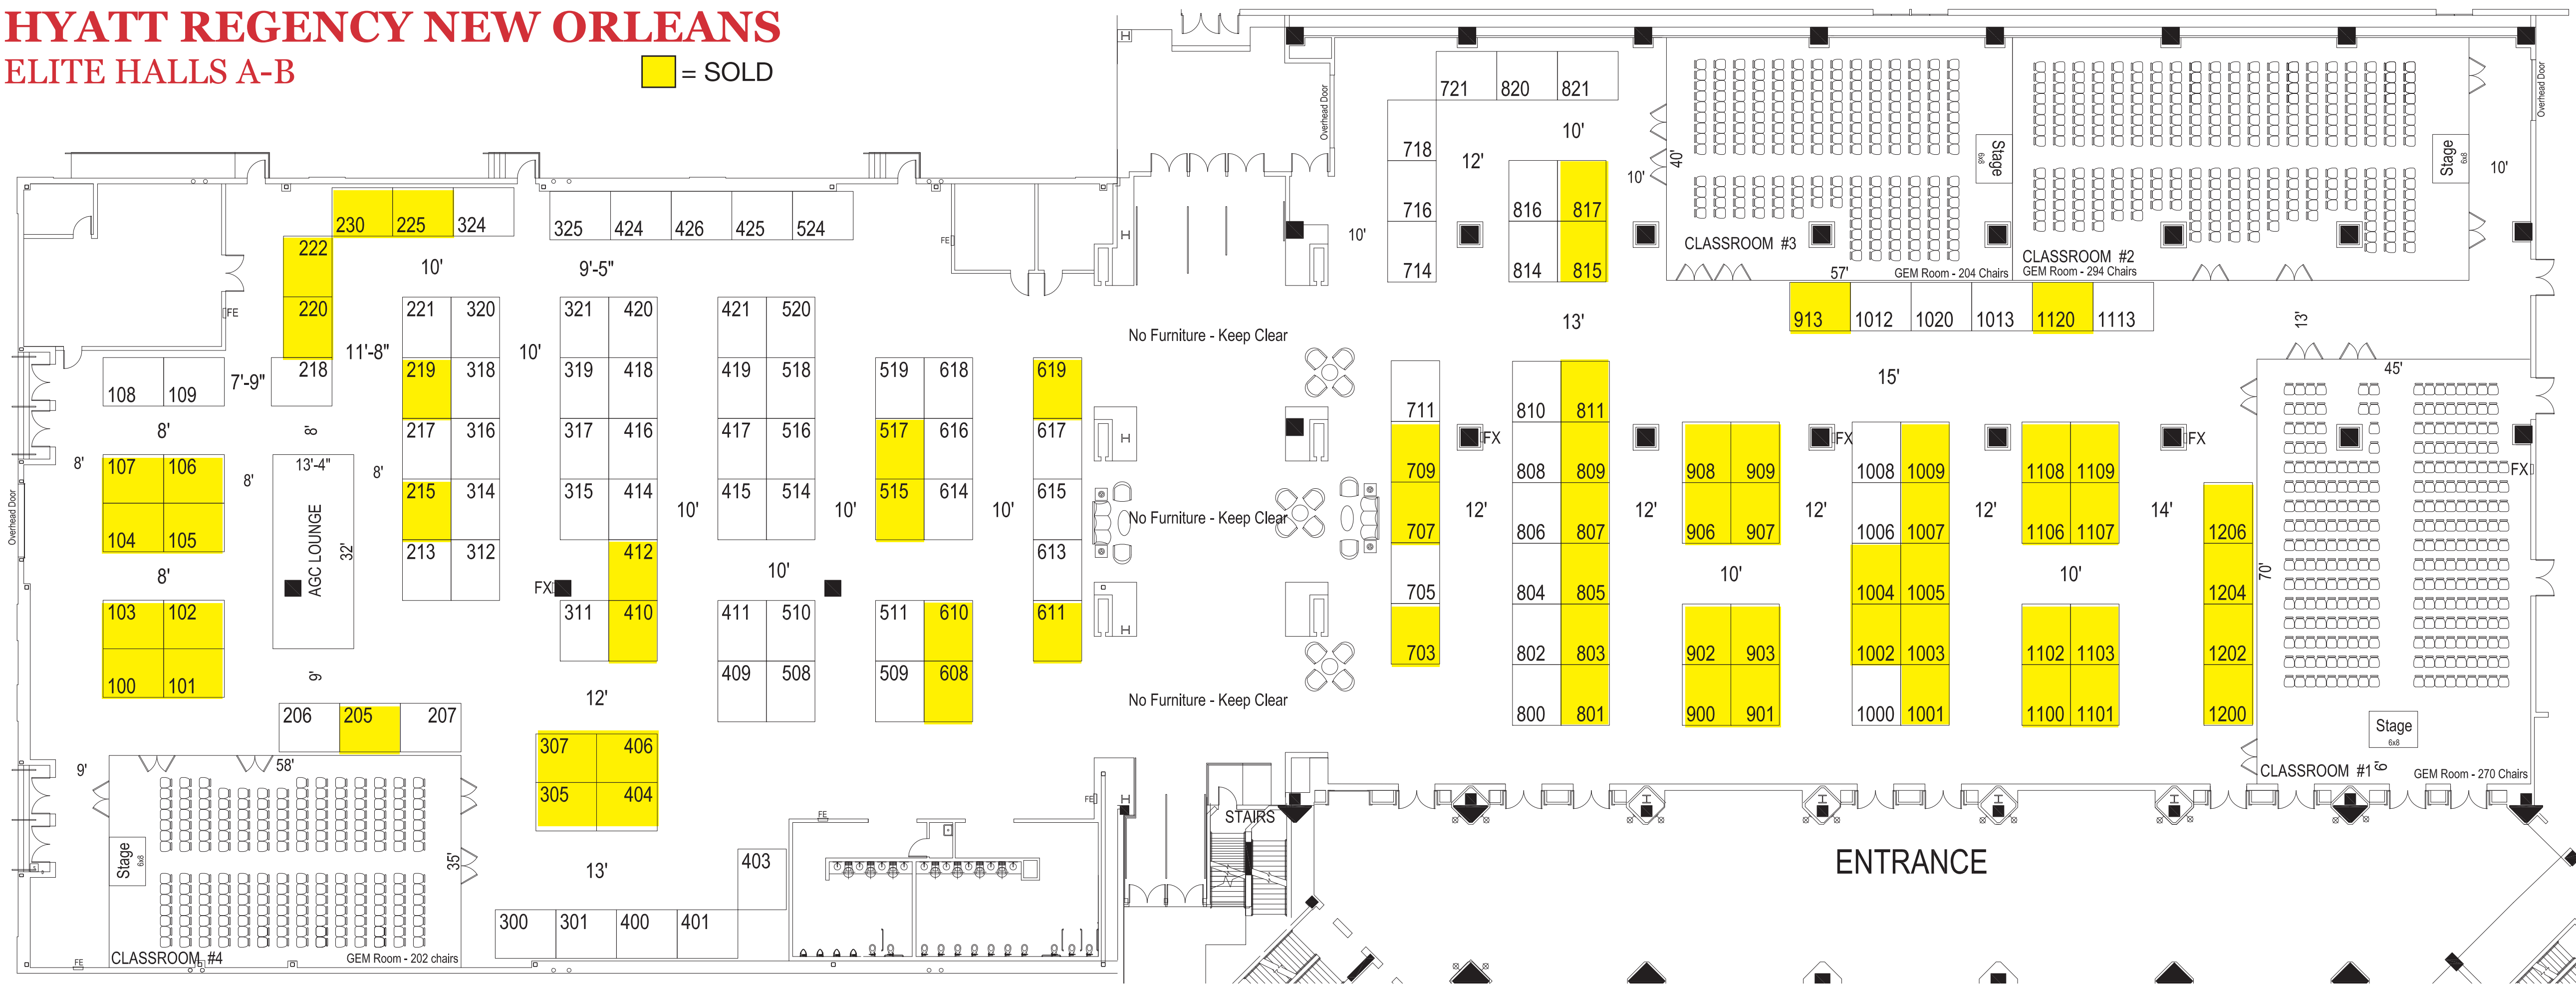 HYATT REGENCY NEW ORLEANS
ELITE HALLS A-B
= SOLD
721 820 821
Overhead Door
Overhead Door
10'
718
12'
40'
Stage
6x8
Stage
6x8
10'
10'
716
816 817
230 225 324
325 424 426 425 524
FE
H
H
10'
CLASSROOM #3
CLASSROOM #2
222
10'
9'-5"
714
814 815
57'
GEM Room - 204 Chairs
GEM Room - 294 Chairs
220
FE
221 320
321 420
421 520
No Furniture - Keep Clear
13'
913 1012 1020 1013 1120 1113
13'
11'-8"
10'
108 109
7'-9"
218
219 318
319 418
419 518
519 618
619
711
810 811
15'
45'
8'
8'
217 316
317 416
417 516
517 616
617
H
FX
FX
FX
FX
8'
107 106
8'
13'-4"
8'
709
808 809
908 909
1008 1009
1108 1109
215 314
315 414
415 514
515 614
615
10'
10'
10'
No Furniture - Keep Clear
12'
12'
12'
12'
14'
Overhead Door
104 105
AGC LOUNGE
32'
213 312
412
613
707
806 807
906 907
1006 1007
1106 1107
1206
8'
FX
10'
10'
10'
70'
705
804 805
1004 1005
1204
103 102
311 410
411 510
511 610
611
H
703
802 803
902 903
1002 1003
1102 1103
1202
100 101
9'
409 508
509 608
12'
No Furniture - Keep Clear
206 205 207
800 801
900 901
1000 1001
1100 1101
1200
Stage
6x8
307 406
9'
58'
CLASSROOM #1
6'
GEM Room - 270 Chairs
305 404
FE
FE
H
H
H
H
STAIRS
Stage
6x8
35'
13'
403
ENTRANCE
300 301 400 401
CLASSROOM #4
GEM Room - 202 chairs
FE